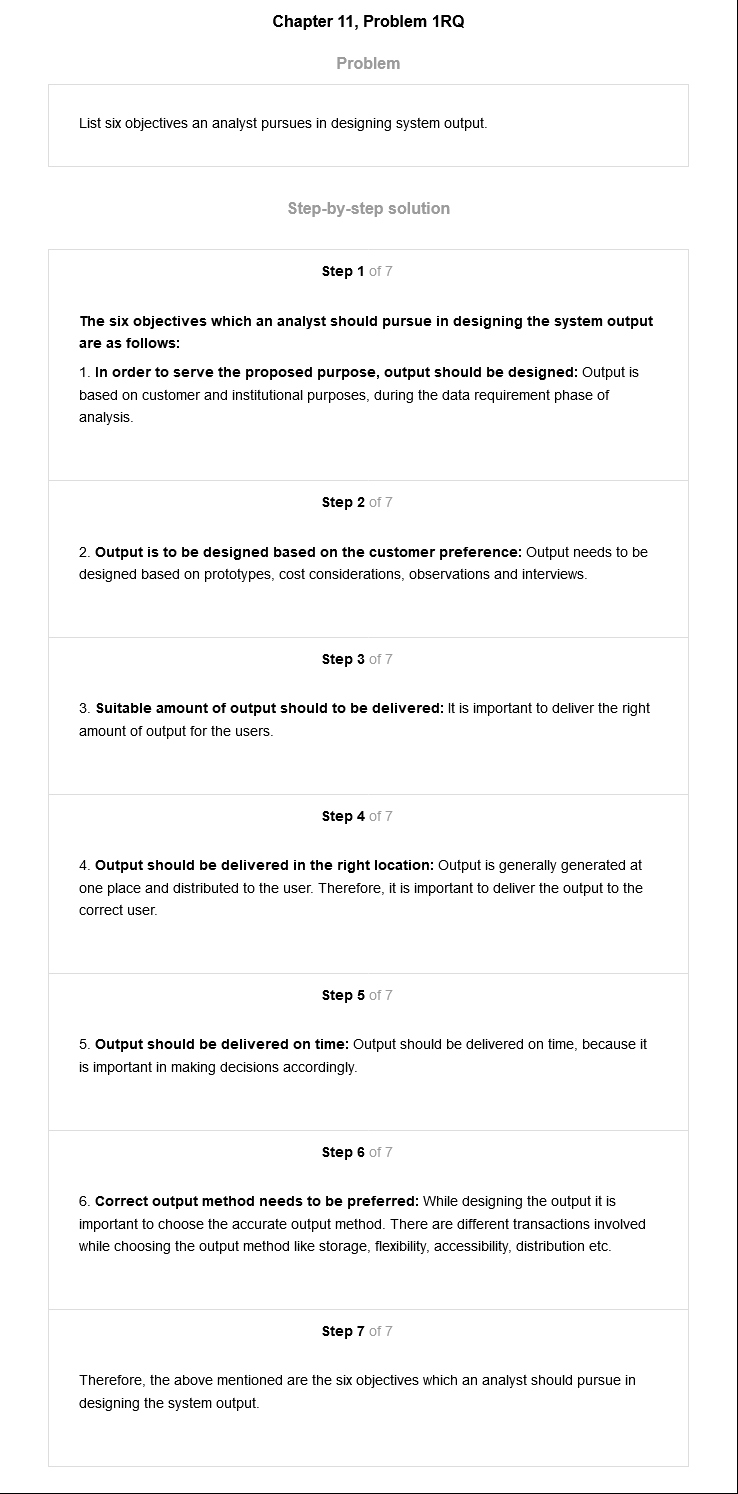 Chapter 11, Problem 1RQ
Problem
List six objectives an analyst pursues in designing system output.
Step-by-step solution
Step 1 of 7
The six objectives which an analyst should pursue in designing the system output
are as follows:
1. In order to serve the proposed purpose, output should be designed: Output is
based on customer and institutional purposes, during the data requirement phase of
analysis.
Step 2 of 7
2. Output is to be designed based on the customer preference: Output needs to be
designed based on prototypes, cost considerations, observations and interviews.
Step 3 of 7
3. Suitable amount of output should to be delivered: It is important to deliver the right
amount of output for the users.
Step 4 of 7
4. Output should be delivered in the right location: Output is generally generated at
one place and distributed to the user. Therefore, it is important to deliver the output to the
correct user.
Step 5 of 7
5. Output should be delivered on time: Output should be delivered on time, because it
is important in making decisions accordingly.
Step 6 of 7
6. Correct output method needs to be preferred: While designing the output it is
important to choose the accurate output method. There are different transactions involved
while choosing the output method like storage, flexibility, accessibility, distribution etc.
Step 7 of 7
Therefore, the above mentioned are the six objectives which an analyst should pursue in
designing the system output.